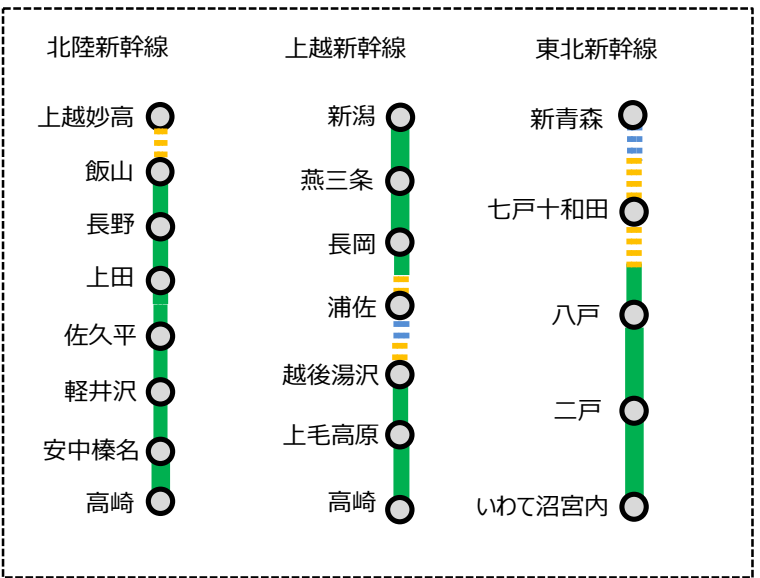 北陸新幹線
上越妙高
飯山
長野
上田
佐久平
軽井沢
安中榛名
高崎
上越新幹線
新潟
燕三条
長岡
浦佐
越後湯沢
上毛高原
高崎
東北新幹線
新青森
七戸十和田
八戸
二戸
いわて沼宮内